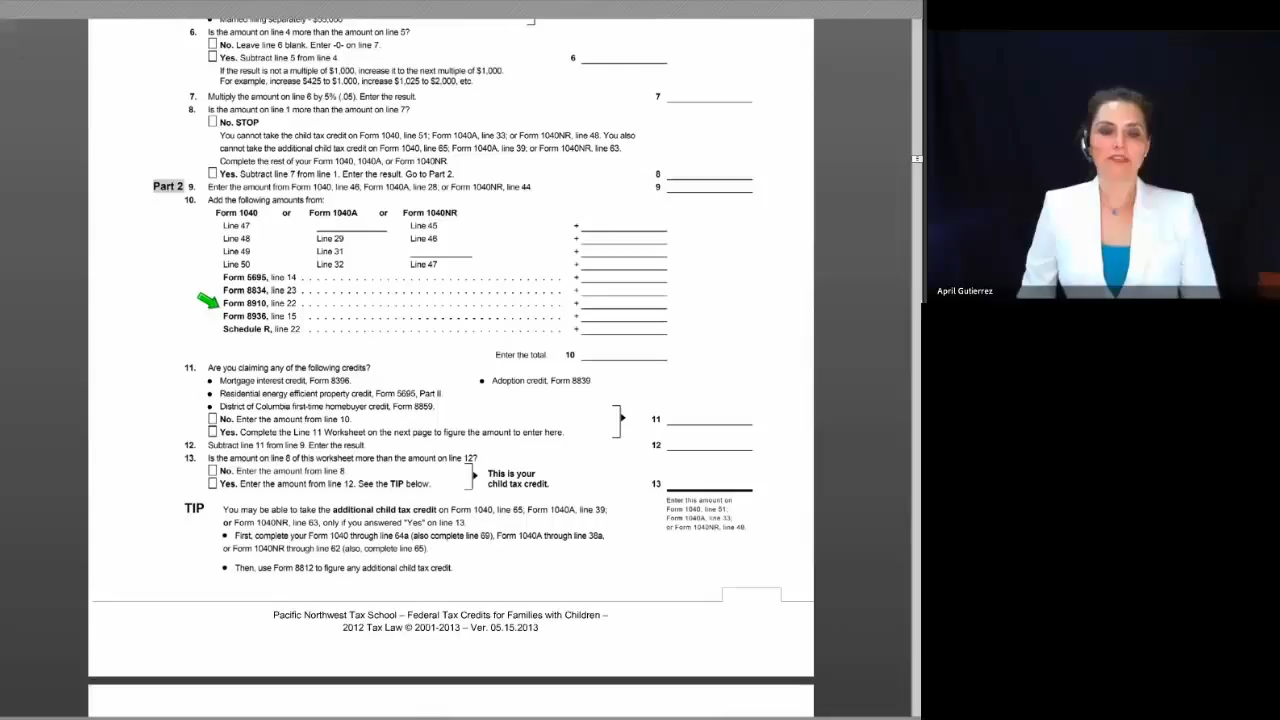 Married filing separately - $55,000
6. Is the amount on line 4 more than the amount on line 5?
No. Leave line 6 blank. Enter -0- on line 7.
Yes. Subtract line 5 from line 4. 6
If the result is not a multiple of $1,000, increase it to the next multiple of $1,000.
For example, increase $425 to $1,000, increase $1,025 to $2,000, etc.
7. Multiply the amount on line 6 by 5% (.05). Enter the result. 7
8. Is the amount on line 1 more than the amount on line 7?
No. STOP
You cannot take the child tax credit on Form 1040, line 51; Form 1040A, line 33; or Form 1040NR, line 48. You also
cannot take the additional child tax credit on Form 1040, line 65; Form 1040A, line 39; or Form 1040NR, line 63.
Complete the rest of your Form 1040, 1040A, or Form 1040NR.
Yes. Subtract line 7 from line 1. Enter the result. Go to Part 2. 8
Part 2 9. Enter the amount from Form 1040, line 46; Form 1040A, line 28; or Form 1040NR, line 44. 9
10. Add the following amounts from:
Form 1040 or Form 1040A or Form 1040NR
Line 47 Line 45 +
Line 48 Line 29 Line 46 +
Line 49 Line 31 +
Line 50 Line 32 Line 47 +
Form 5695, line 14 +
Form 8834, line 23 +
Form 8910, line 22 +
Form 8936, line 15 +
Schedule R, line 22 +
Enter the total. 10
11. Are you claiming any of the following credits?
• Mortgage interest credit, Form 8396. • Adoption credit, Form 8839
• Residential energy efficient property credit, Form 5695, Part II.
• District of Columbia first-time homebuyer credit, Form 8859.
No. Enter the amount from line 10. 11
Yes. Complete the Line 11 Worksheet on the next page to figure the amount to enter here.
12. Subtract line 11 from line 9. Enter the result. 12
13. Is the amount on line 8 of this worksheet more than the amount on line 12?
No. Enter the amount from line 8. This is your
Yes. Enter the amount from line 12. See the TIP below. child tax credit. 13
Enter this amount on
Form 1040, line 51;
Form 1040A, line 33;
or Form 1040NR, line 48.
TIP You may be able to take the additional child tax credit on Form 1040, line 65; Form 1040A, line 39;
or Form 1040NR, line 63, only if you answered "Yes" on line 13.
• First, complete your Form 1040 through line 64a (also complete line 69), Form 1040A through line 38a,
or Form 1040NR through line 62 (also, complete line 65).
• Then, use Form 8812 to figure any additional child tax credit.
Pacific Northwest Tax School – Federal Tax Credits for Families with Children –
2012 Tax Law © 2001-2013 – Ver. 05.15.2013
April Gutierrez